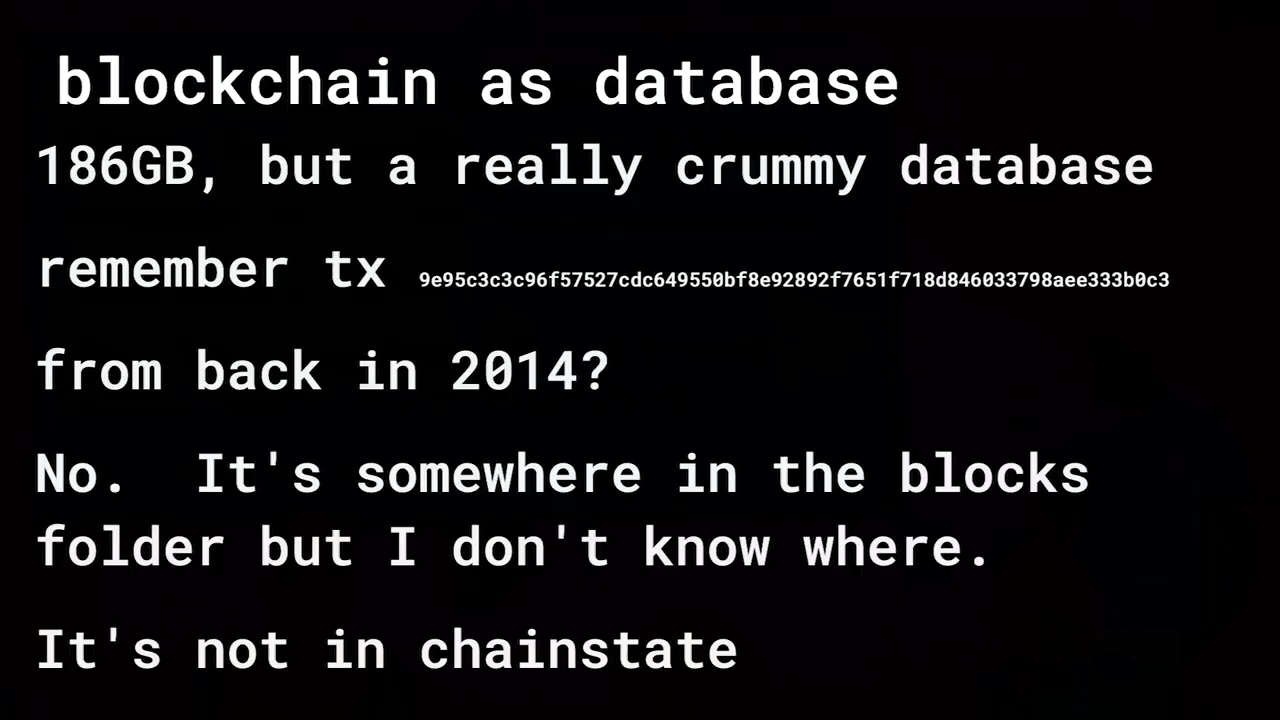 blockchain as database
186GB, but a really crummy database
remember tx 9e95c3c3c96f57527cdc649550bf8e92892f7651f718d846033798aee333b0c3
from back in 2014?
No.  It's somewhere in the blocks
folder but I don't know where.
It's not in chainstate